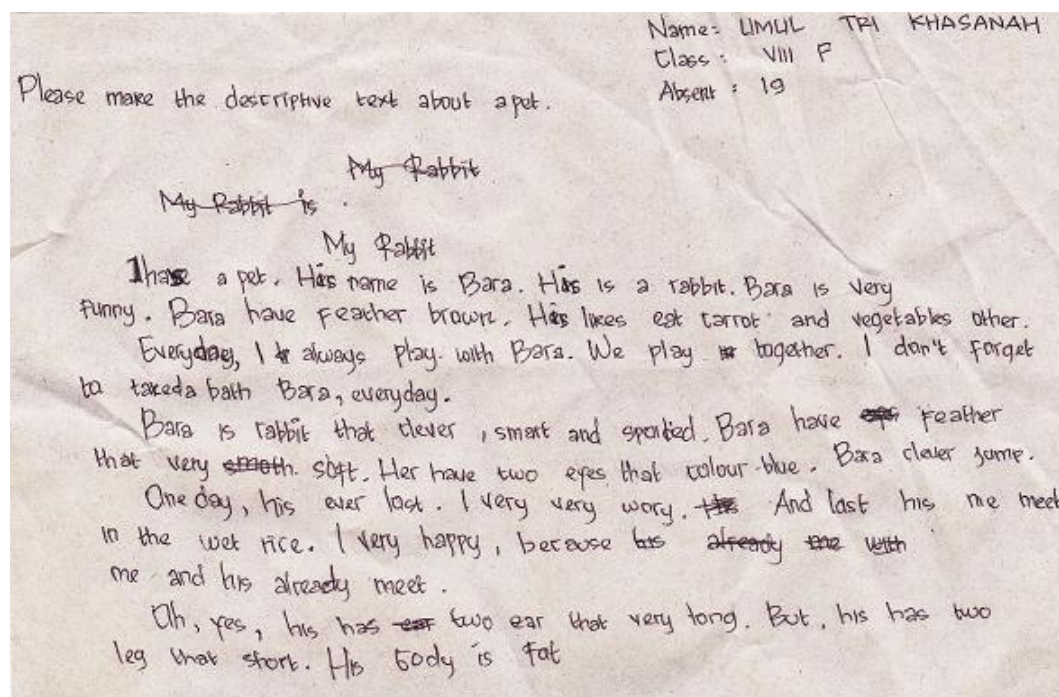 Name: UMUL TRI KHASANAH
Class: VIII F
Absent: 19
Please make the descriptive text about a pet.
My Rabbit
My Rabbit is.
My Rabbit
I have a pet. His name is Bara. His is a rabbit. Bara is very
funny. Bara have feather brown. His likes eat carrot and vegetables other.
Everyday, I always play with Bara. We play together. I don't forget
to take a bath Bara, everyday.
Bara is rabbit that clever, smart and Bara have feather
that very smoth. soft. Her have two eyes that colour blue. Bara clever jump.
One day, his ever lost. I very very wory. And last his me meet
in the wet rice. I very happy, because his already me with
me and his already meet.
Oh, yes, his has ear two ear that very long. But, his has two
leg that short. His body is fat